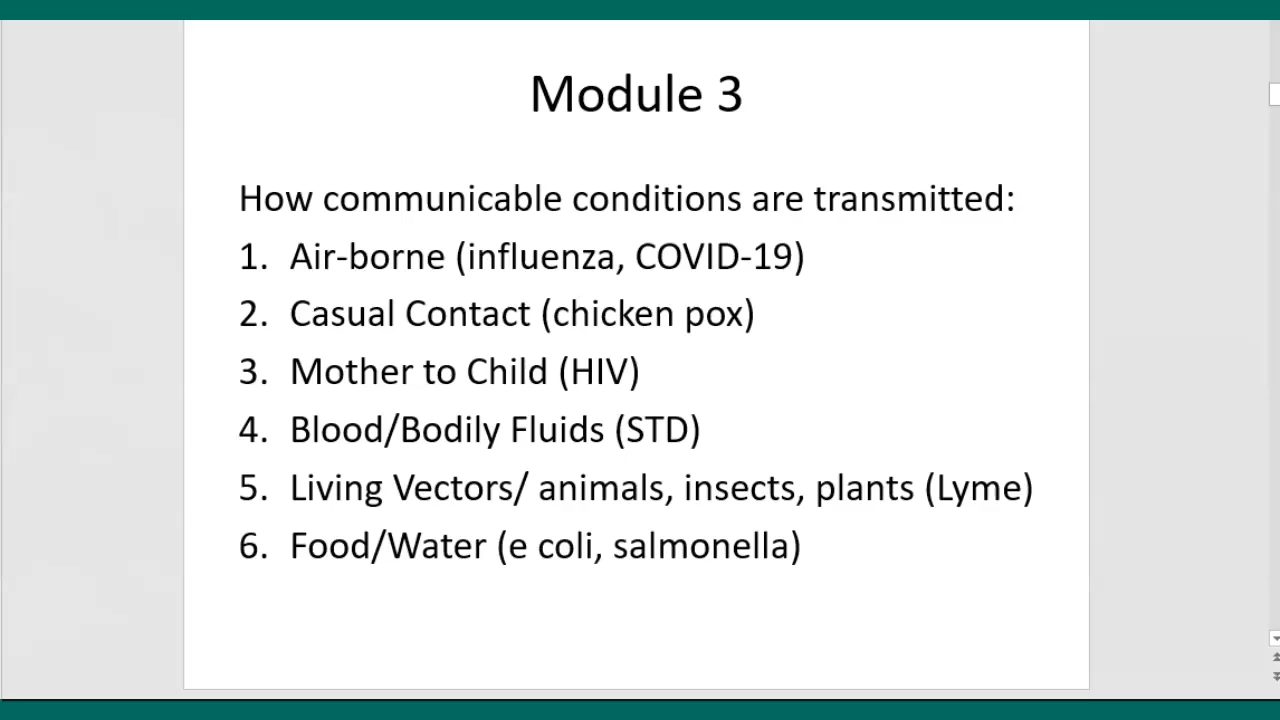 Module 3
How communicable conditions are transmitted:
1. Air-borne (influenza, COVID-19)
2. Casual Contact (chicken pox)
3. Mother to Child (HIV)
4. Blood/Bodily Fluids (STD)
5. Living Vectors/ animals, insects, plants (Lyme)
6. Food/Water (e coli, salmonella)